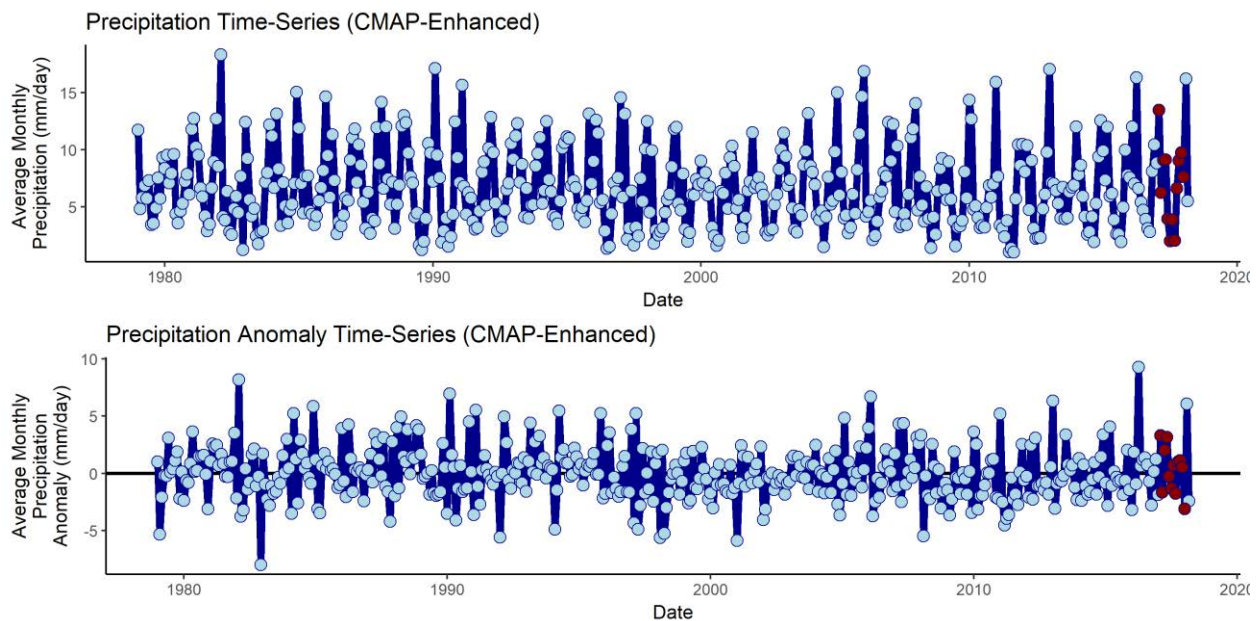 Precipitation Time-Series (CMAP-Enhanced)
Average Monthly
Precipitation (mm/day)
15
10
5
1980
1990
2000
2010
2020
Date
Precipitation Anomaly Time-Series (CMAP-Enhanced)
Average Monthly
Precipitation
Anomaly (mm/day)
10
5
0
-5
1980
1990
2000
2010
2020
Date